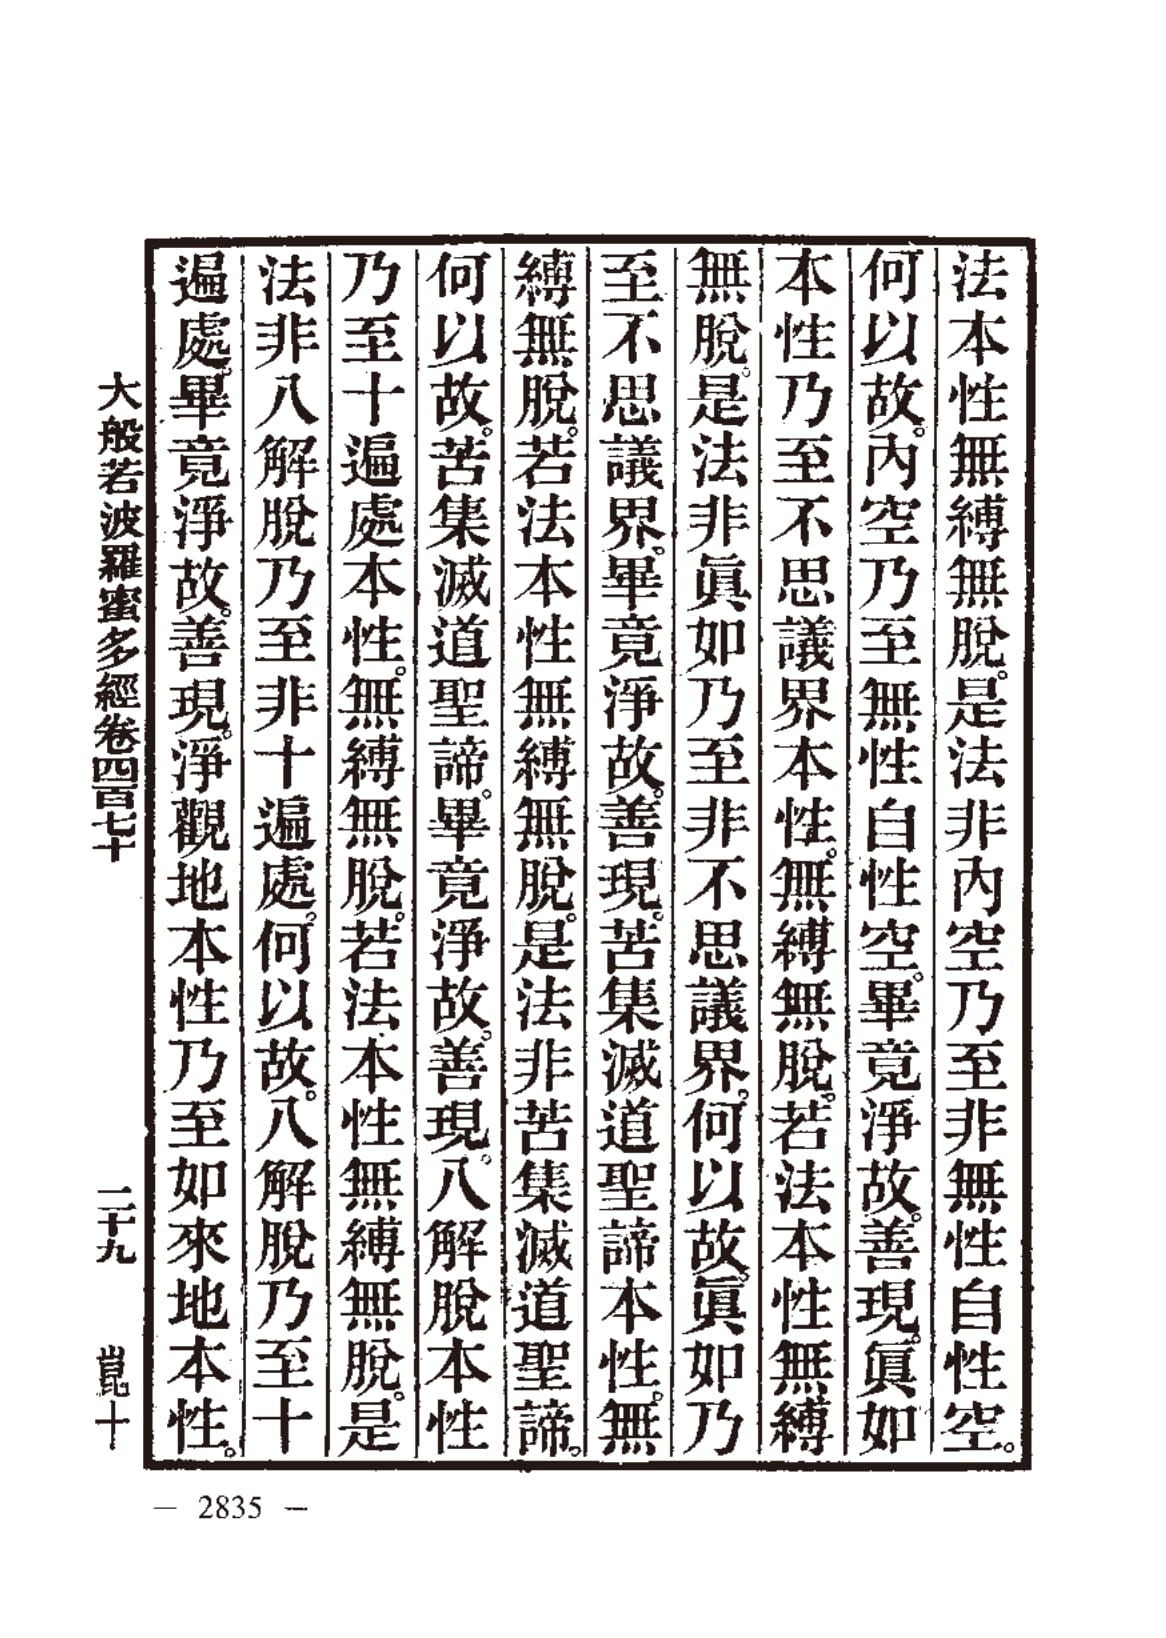 法本性無縛無脫。是法非內空乃至非無性自性空。
何以故。內空乃至無性自性空。畢竟淨故。善現。眞如
本性乃至不思議界本性。無縛無脫。若法本性無縛
無脫。是法非眞如乃至非不思議界。何以故。眞如乃
至不思議界。畢竟淨故。善現。苦集滅道聖諦本性。無
縛無脫。若法本性無縛無脫。是法非苦集滅道聖諦。
何以故。苦集滅道聖諦。畢竟淨故。善現。八解脫本性
乃至十遍處本性。無縛無脫。若法本性無縛無脫。是
法非八解脫乃至非十遍處。何以故。八解脫乃至十
遍處。畢竟淨故。善現。淨觀地本性乃至如來地本性。
大般若波羅蜜多經卷四百七十 二十九 崑十
— 2835 —